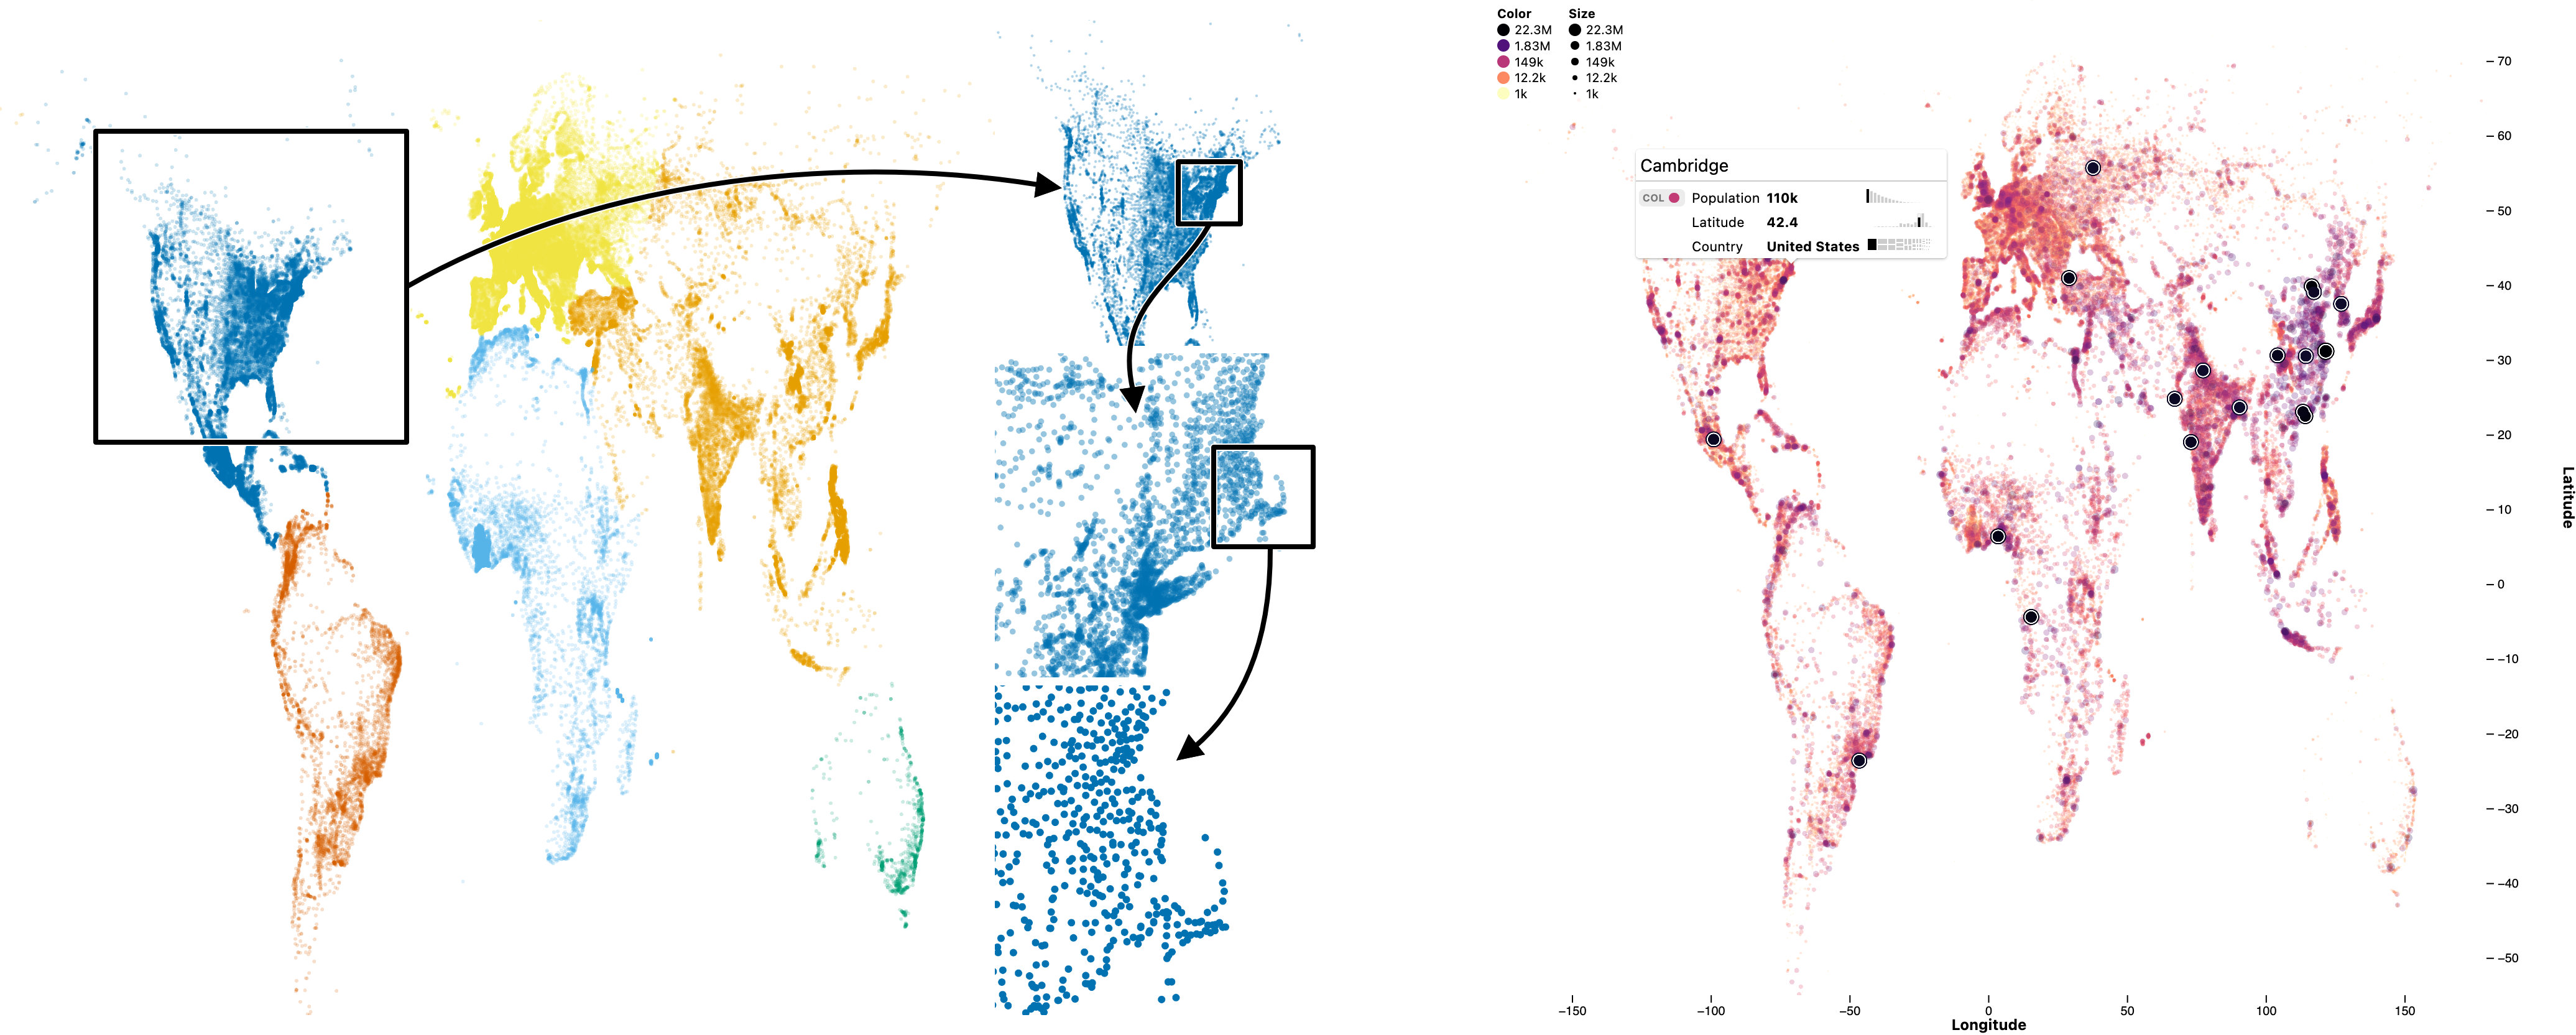 Color Size
22.3M 22.3M
1.83M 1.83M
149k 149k
12.2k 12.2k
1k 1k
Cambridge
COL Population 110k
Latitude 42.4
Country United States
70
60
50
40
30
20
10
0
−10
−20
−30
−40
−50
Latitude
−150 −100 −50 0 50 100 150
Longitude